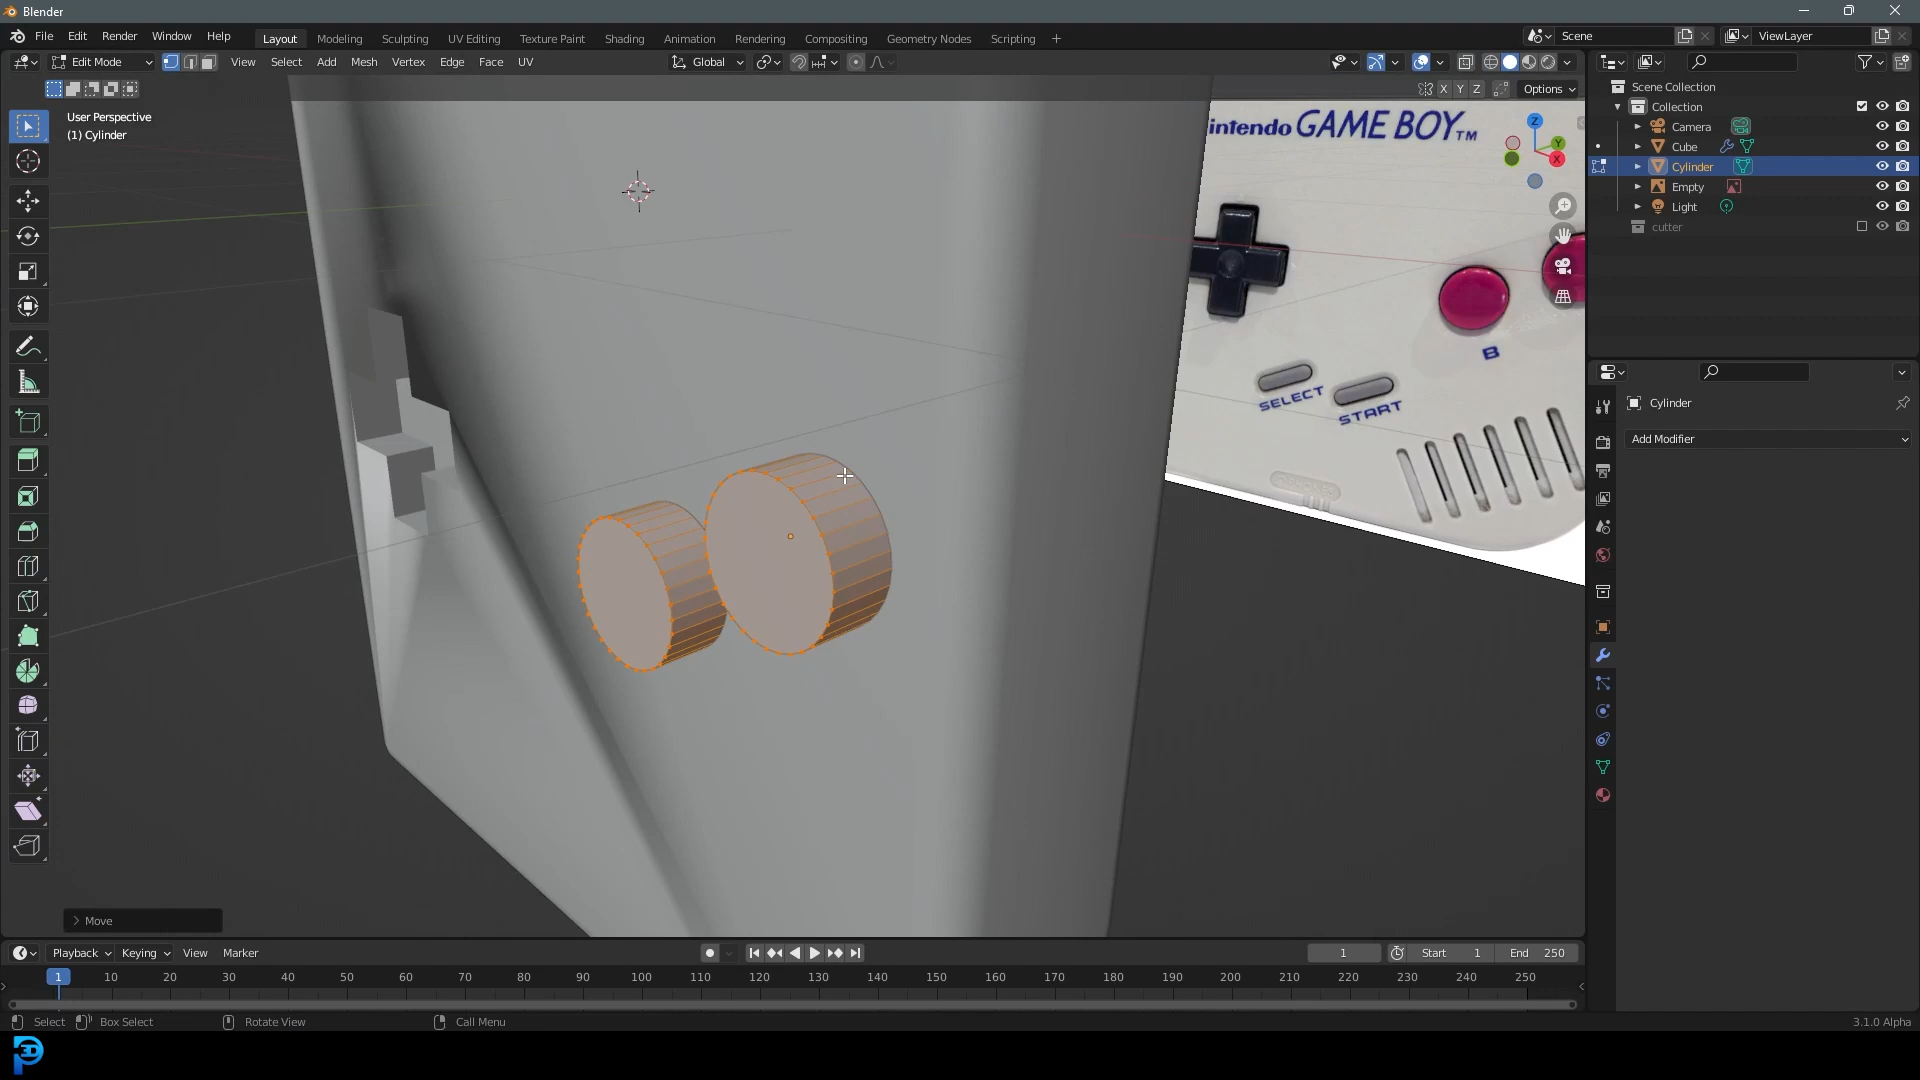 Blender
File Edit Render Window Help
Layout Modeling Sculpting UV Editing Texture Paint Shading Animation Rendering Compositing Geometry Nodes Scripting +
Scene
ViewLayer
Edit Mode View Select Add Mesh Vertex Edge Face UV
Global
X Y Z Options
User Perspective
(1) Cylinder
intendo GAME BOY TM
Z
Y
X
B
SELECT
START
Scene Collection
Collection
Camera
Cube
Cylinder
Empty
Light
cutter
Cylinder
Add Modifier
Move
Playback Keying View Marker
1
Start 1
End 250
1 10 20 30 40 50 60 70 80 90 100 110 120 130 140 150 160 170 180 190 200 210 220 230 240 250
Select Box Select Rotate View Call Menu
3.1.0 Alpha